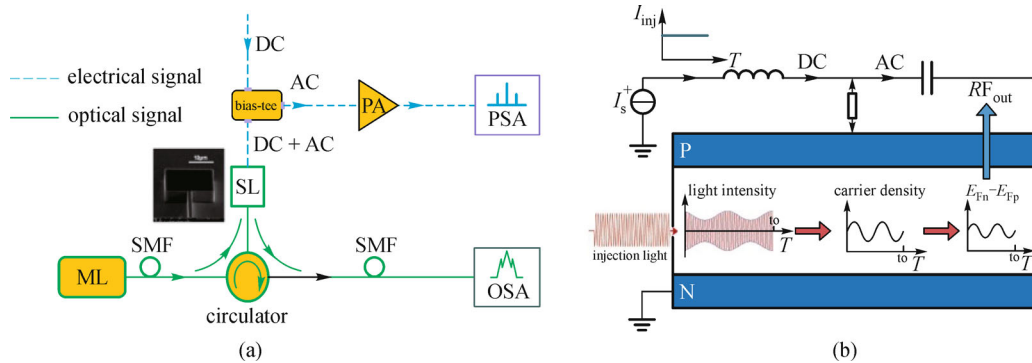 DC
electrical signal
AC
optical signal
bias-tee
PA
PSA
DC + AC
SL
SMF
SMF
ML
OSA
circulator
(a)
I_inj
T
DC
AC
I_s
+
RF_out
P
light intensity
carrier density
E_Fn−E_Fp
to
T
injection light
to
T
to
T
N
(b)